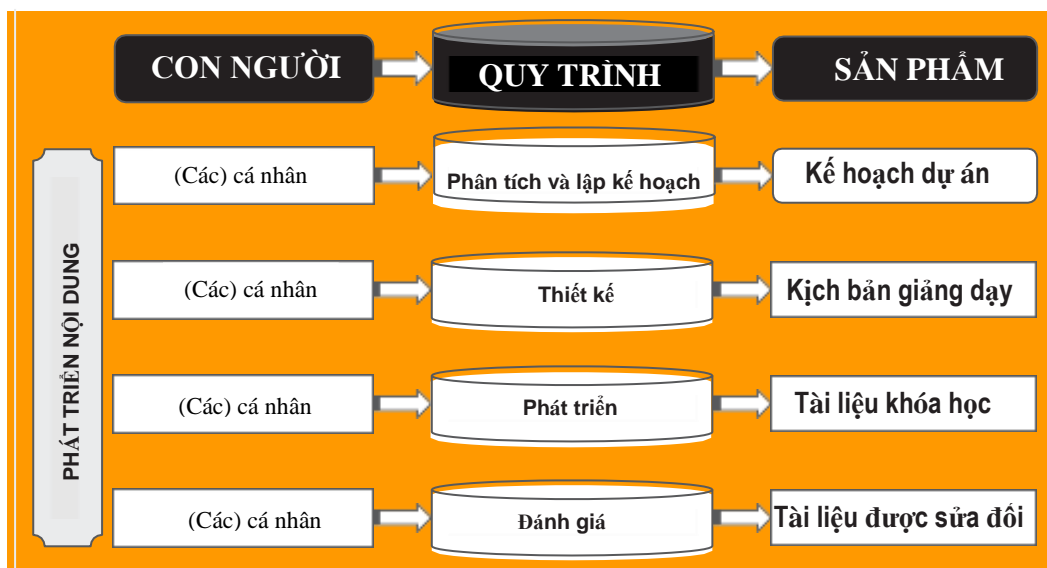 CON NGƯỜI
QUY TRÌNH
SẢN PHẨM
PHÁT TRIỂN NỘI DUNG
(Các) cá nhân
Phân tích và lập kế hoạch
Kế hoạch dự án
(Các) cá nhân
Thiết kế
Kịch bản giảng dạy
(Các) cá nhân
Phát triển
Tài liệu khóa học
(Các) cá nhân
Đánh giá
Tài liệu được sửa đổi